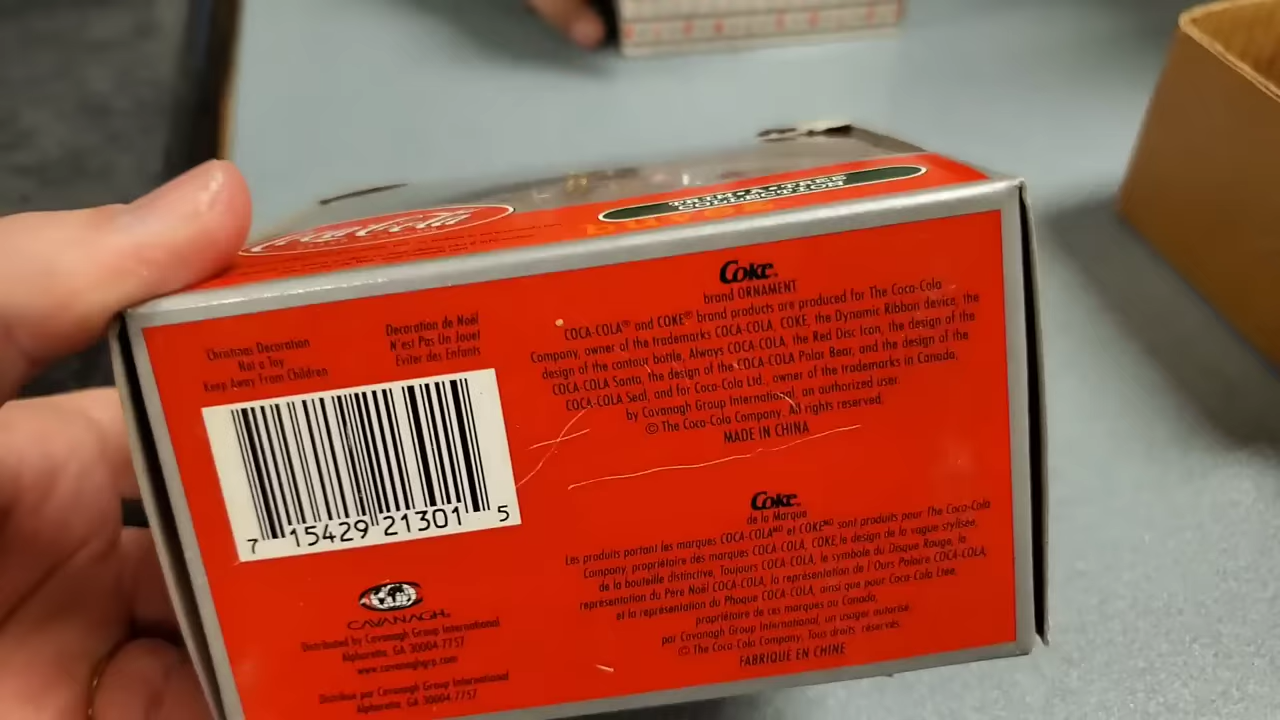 Coca-Cola
TRIM•A•TREE
COLLECTION
Christmas Decoration
Not a Toy
Keep Away From Children
Decoration de Noël
N'est Pas Un Jouet
Eviter des Enfants
7 15429 21301 5
CAVANAGH®
Distributed by Cavanagh Group International
Alpharetta, GA 30004-7757
www.cavanaghgrp.com
Distribue par Cavanagh Group International
Alpharetta, GA 30004-7757
Coke®
brand ORNAMENT
COCA-COLA® and COKE® brand products are produced for The Coca-Cola
Company, owner of the trademarks COCA-COLA, COKE, the Dynamic Ribbon device, the
design of the contour bottle, Always COCA-COLA, the Red Disc Icon, the design of the
COCA-COLA Santa, the design of the COCA-COLA Polar Bear, and the design of the
COCA-COLA Seal, and for Coca-Cola Ltd., owner of the trademarks in Canada,
by Cavanagh Group International, an authorized user.
© The Coca-Cola Company. All rights reserved.
MADE IN CHINA
Coke
de la Marque
Les produits portant les marques COCA-COLA MD et COKE MD sont produits pour The Coca-Cola
Company, propriétaire des marques COCA-COLA, COKE, le design de la vague stylisée,
de la bouteille distinctive, Toujours COCA-COLA, le symbole du Disque Rouge, la
représentation du Père Noël COCA-COLA, la représentation de l'Ours Polaire COCA-COLA,
et la représentation du Phoque COCA-COLA, ainsi que pour Coca-Cola Ltée,
propriétaire de ces marques au Canada,
par Cavanagh Group International, un usager autorisé.
© The Coca-Cola Company. Tous droits réservés.
FABRIQUÉ EN CHINE